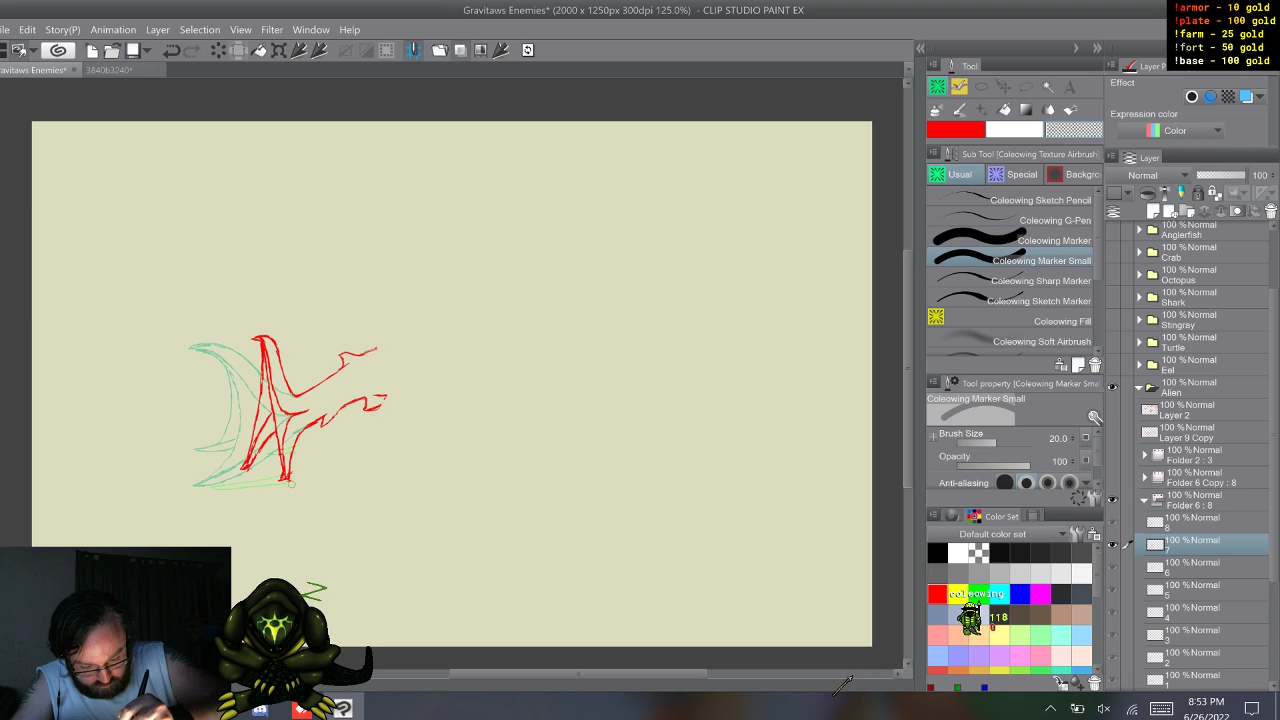 Gravitaws Enemies* (2000 x 1250px 300dpi 125.0%) - CLIP STUDIO PAINT EX
!armor - 10 gold
!plate - 100 gold
!farm - 25 gold
!fort - 50 gold
!base - 100 gold
ile Edit Story(P) Animation Layer Selection View Filter Window Help
ravitaws Enemies* 3840b3240*
Tool
Layer P
Effect
Expression color
Color
Sub Tool [Coleowing Texture Airbrush]
Usual Special Backgro
Coleowing Sketch Pencil
Coleowing G-Pen
Coleowing Marker
Coleowing Marker Small
Coleowing Sharp Marker
Coleowing Sketch Marker
Coleowing Fill
Coleowing Soft Airbrush
Tool property [Coleowing Marker Sma
Coleowing Marker Small
Brush Size 20.0
Opacity 100
Anti-aliasing
Color Set
Default color set
coleowing
118
Layer
Normal 100
100 %Normal
Anglerfish
100 %Normal
Crab
100 %Normal
Octopus
100 %Normal
Shark
100 %Normal
Stingray
100 %Normal
Turtle
100 %Normal
Eel
100 %Normal
Alien
100 %Normal
Layer 2
100 %Normal
Layer 9 Copy
100 %Normal
Folder 2 : 3
100 %Normal
Folder 6 Copy : 8
100 %Normal
Folder 6 : 8
100 %Normal
8
100 %Normal
7
100 %Normal
6
100 %Normal
5
100 %Normal
4
100 %Normal
3
100 %Normal
2
100 %Normal
1
8:53 PM
6/26/2022